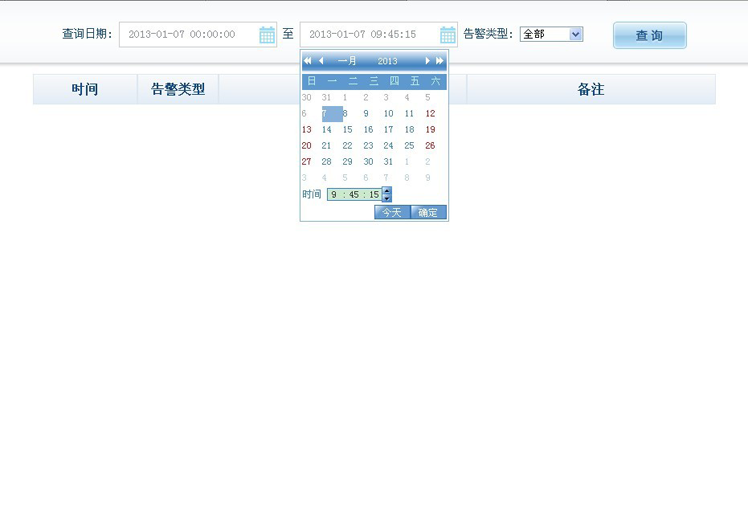 查询日期: 2013-01-07 00:00:00 至 2013-01-07 09:45:15 告警类型: 全部 查 询
时间 告警类型 备注
一月 2013
日 一 二 三 四 五 六
30 31 1 2 3 4 5
6 7 8 9 10 11 12
13 14 15 16 17 18 19
20 21 22 23 24 25 26
27 28 29 30 31 1 2
3 4 5 6 7 8 9
时间 9 : 45 : 15
今天 确定